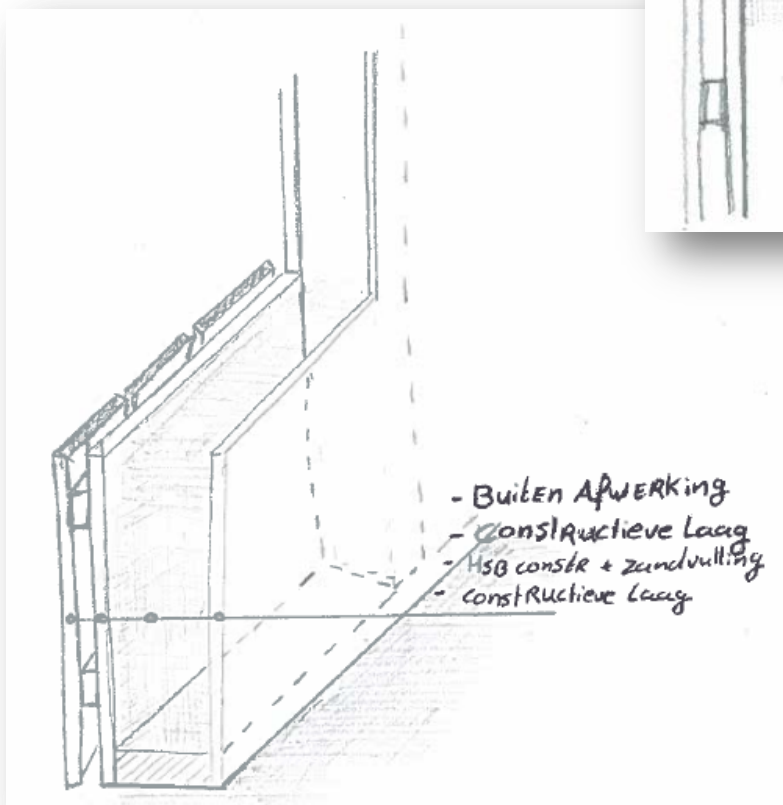 - Buiten Afwerking
- Constructieve Laag
- HSB constr + zandvulling
- constructieve Laag